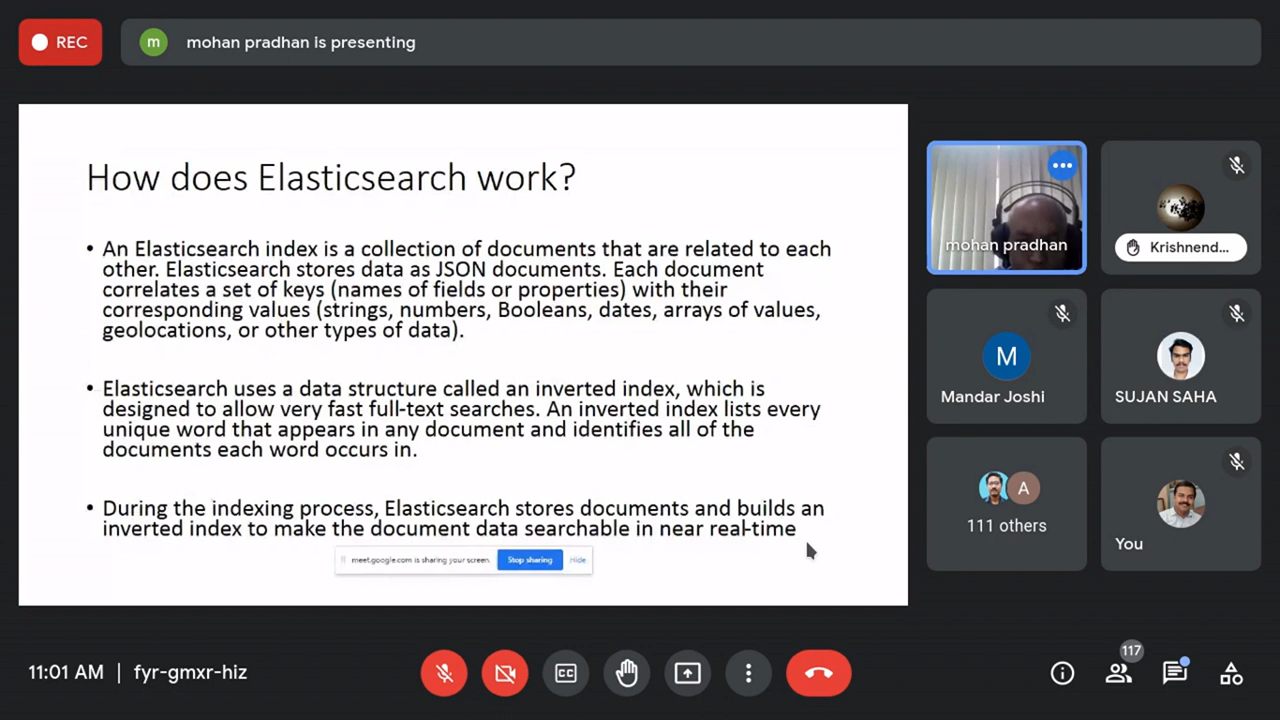 REC
m
mohan pradhan is presenting
How does Elasticsearch work?
• An Elasticsearch index is a collection of documents that are related to each
other. Elasticsearch stores data as JSON documents. Each document
correlates a set of keys (names of fields or properties) with their
corresponding values (strings, numbers, Booleans, dates, arrays of values,
geolocations, or other types of data).
• Elasticsearch uses a data structure called an inverted index, which is
designed to allow very fast full-text searches. An inverted index lists every
unique word that appears in any document and identifies all of the
documents each word occurs in.
• During the indexing process, Elasticsearch stores documents and builds an
inverted index to make the document data searchable in near real-time
meet.google.com is sharing your screen.
Stop sharing
Hide
mohan pradhan
Krishnend...
M
Mandar Joshi
SUJAN SAHA
A
111 others
You
11:01 AM | fyr-gmxr-hiz
CC
117